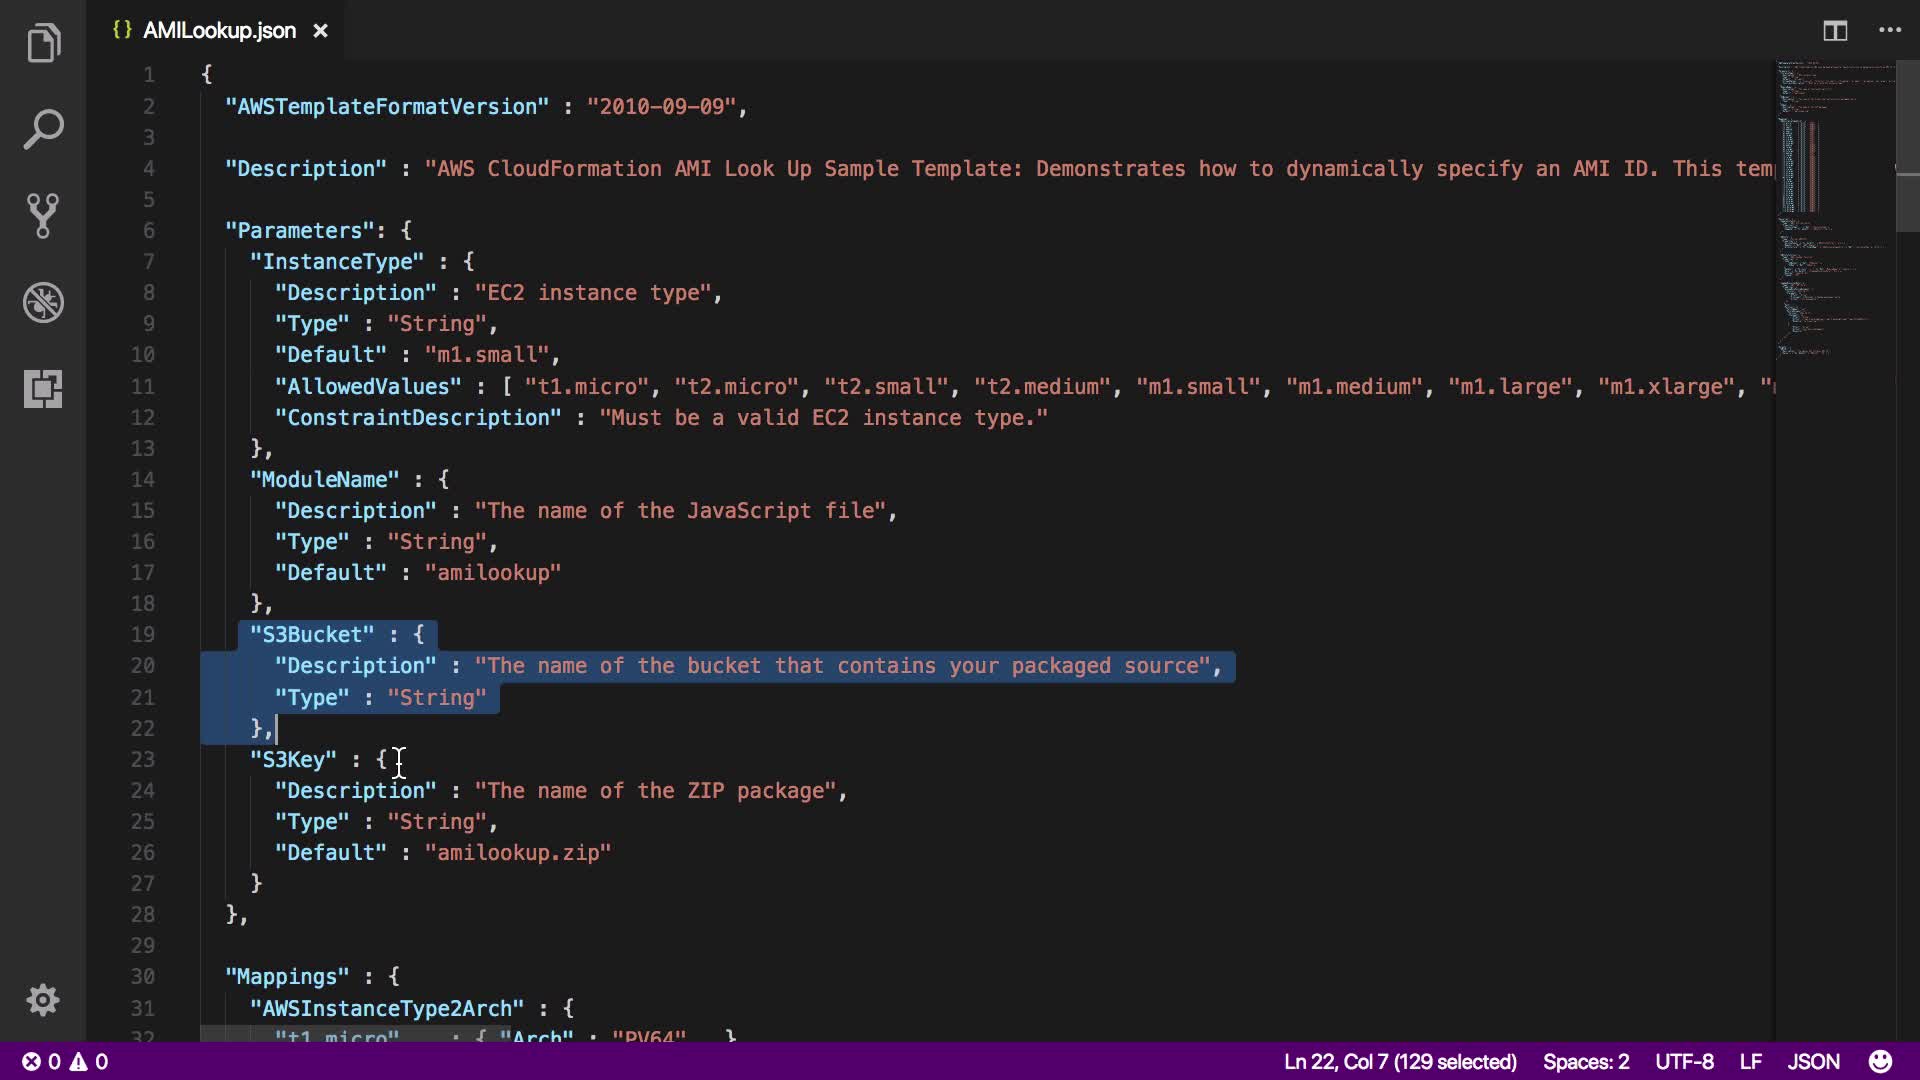 {} AMILookup.json ×
1 {
2 "AWSTemplateFormatVersion" : "2010-09-09",
3
4 "Description" : "AWS CloudFormation AMI Look Up Sample Template: Demonstrates how to dynamically specify an AMI ID. This tem
5
6 "Parameters": {
7 "InstanceType" : {
8 "Description" : "EC2 instance type",
9 "Type" : "String",
10 "Default" : "m1.small",
11 "AllowedValues" : [ "t1.micro", "t2.micro", "t2.small", "t2.medium", "m1.small", "m1.medium", "m1.large", "m1.xlarge", "
12 "ConstraintDescription" : "Must be a valid EC2 instance type."
13 },
14 "ModuleName" : {
15 "Description" : "The name of the JavaScript file",
16 "Type" : "String",
17 "Default" : "amilookup"
18 },
19 "S3Bucket" : {
20 "Description" : "The name of the bucket that contains your packaged source",
21 "Type" : "String"
22 },
23 "S3Key" : {
24 "Description" : "The name of the ZIP package",
25 "Type" : "String",
26 "Default" : "amilookup.zip"
27 }
28 },
29
30 "Mappings" : {
31 "AWSInstanceType2Arch" : {
32 "t1.micro" : { "Arch" : "PV64" }
0 0 Ln 22, Col 7 (129 selected) Spaces: 2 UTF-8 LF JSON